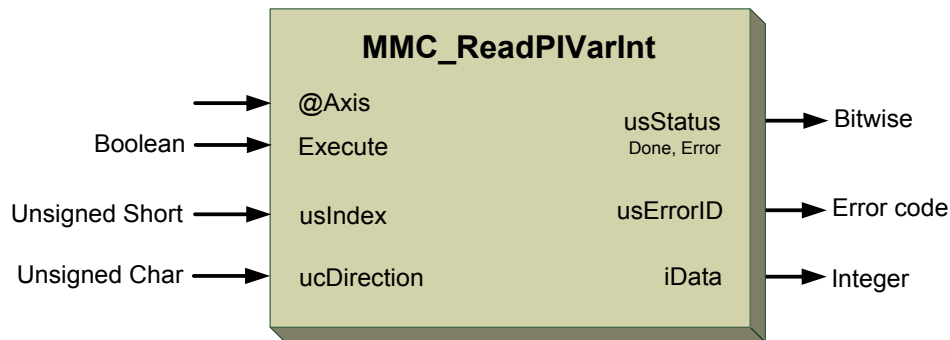 MMC_ReadPIVarInt
@Axis
Boolean
Execute
usStatus
Done, Error
Bitwise
Unsigned Short
usIndex
usErrorID
Error code
Unsigned Char
ucDirection
iData
Integer